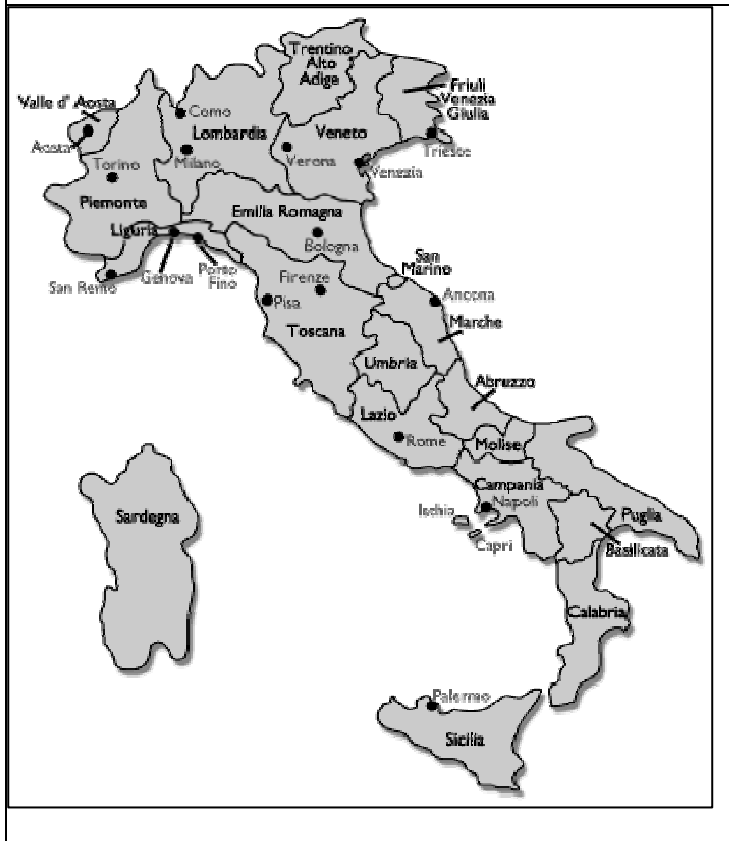 Trentino
Alto
Adige
Friuli
Venezia
Giulia
Valle d' Aosta
Como
Lombardia
Veneto
Aosta
Torino
Milano
Verona
Venezia
Trieste
Piemonte
Emilia Romagna
Liguria
Bologna
San Remo
Genova
Porto
Fino
Firenze
San
Marino
Ancona
Pisa
Toscana
Marche
Umbria
Abruzzo
Lazio
Rome
Molise
Campania
Napoli
Ischia
Capri
Puglia
Basilicata
Sardegna
Calabria
Palermo
Sicilia